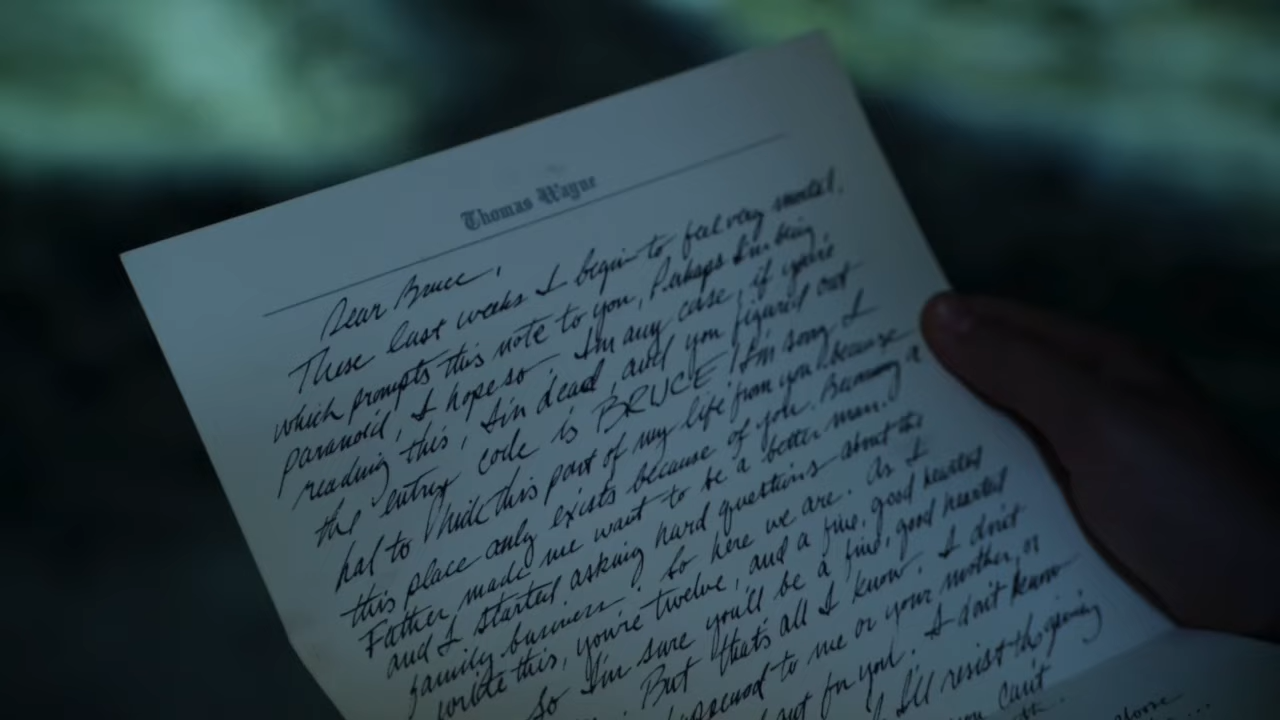 Thomas Wayne
Dear Bruce,
These last weeks I begin to feel very mortal,
which prompts this note to you, Perhaps I'm being
paranoid, I hope so. any case, if you're
reading this, I'm dead, and you figured out
the entry code is BRUCE. I'm sorry I
had to hide this part of my life from you because
this place only exists because of you. Becoming a
Father made me want to be a better man.
and I started asking hard questions about the
family business. So here we are. As I
write this, you're twelve, and a fine, good hearted
So I'm sure you'll be a fine, good hearted
But that's all I know. I don't
to me or your mother, or
out for you. I don't know
I'll resist giving
you can't